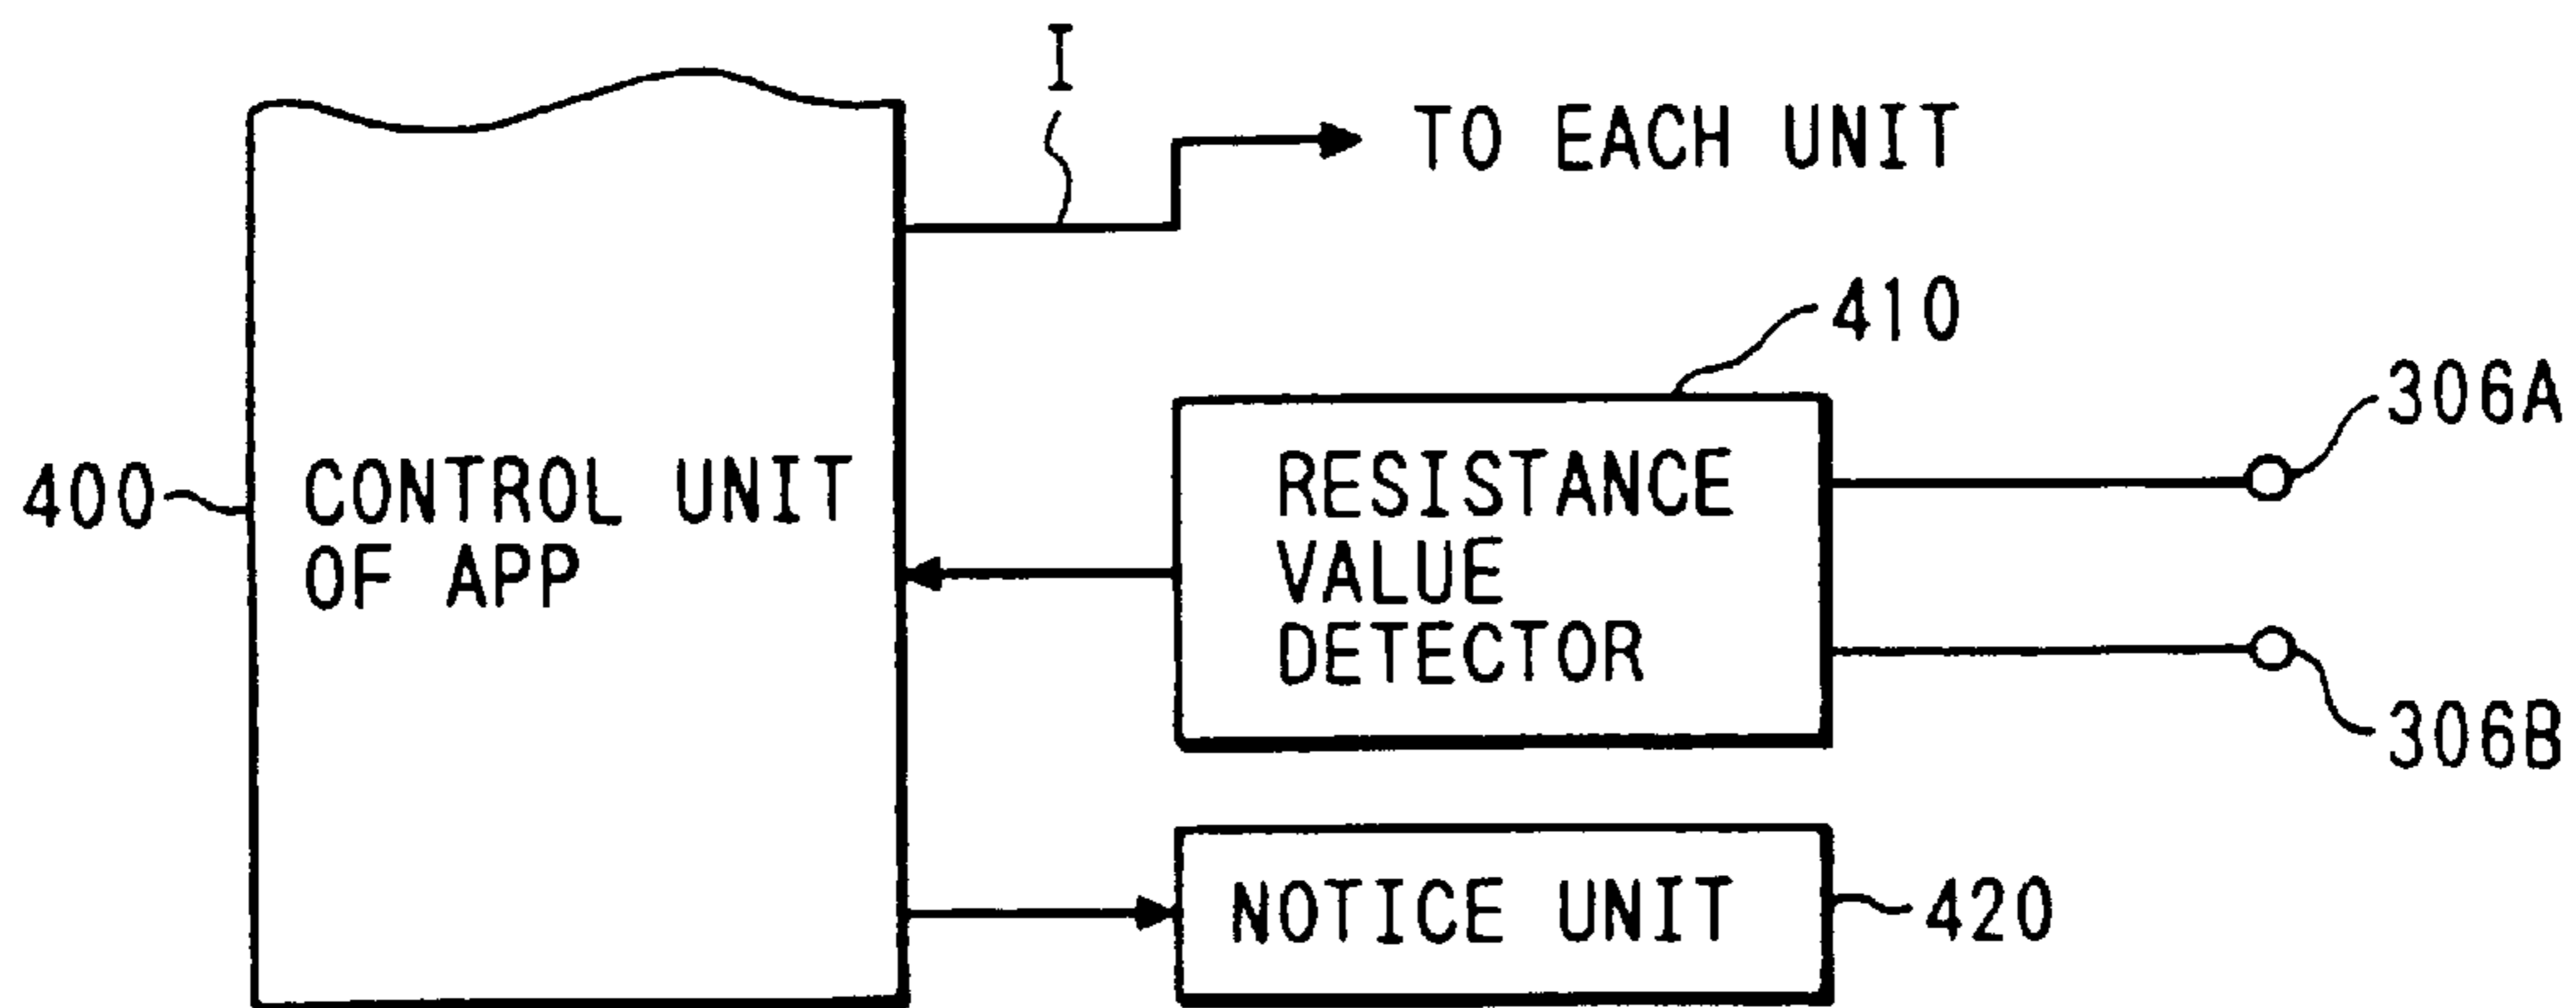 I
TO EACH UNIT
410
306A
400
CONTROL UNIT
OF APP
RESISTANCE
VALUE
DETECTOR
306B
NOTICE UNIT
420